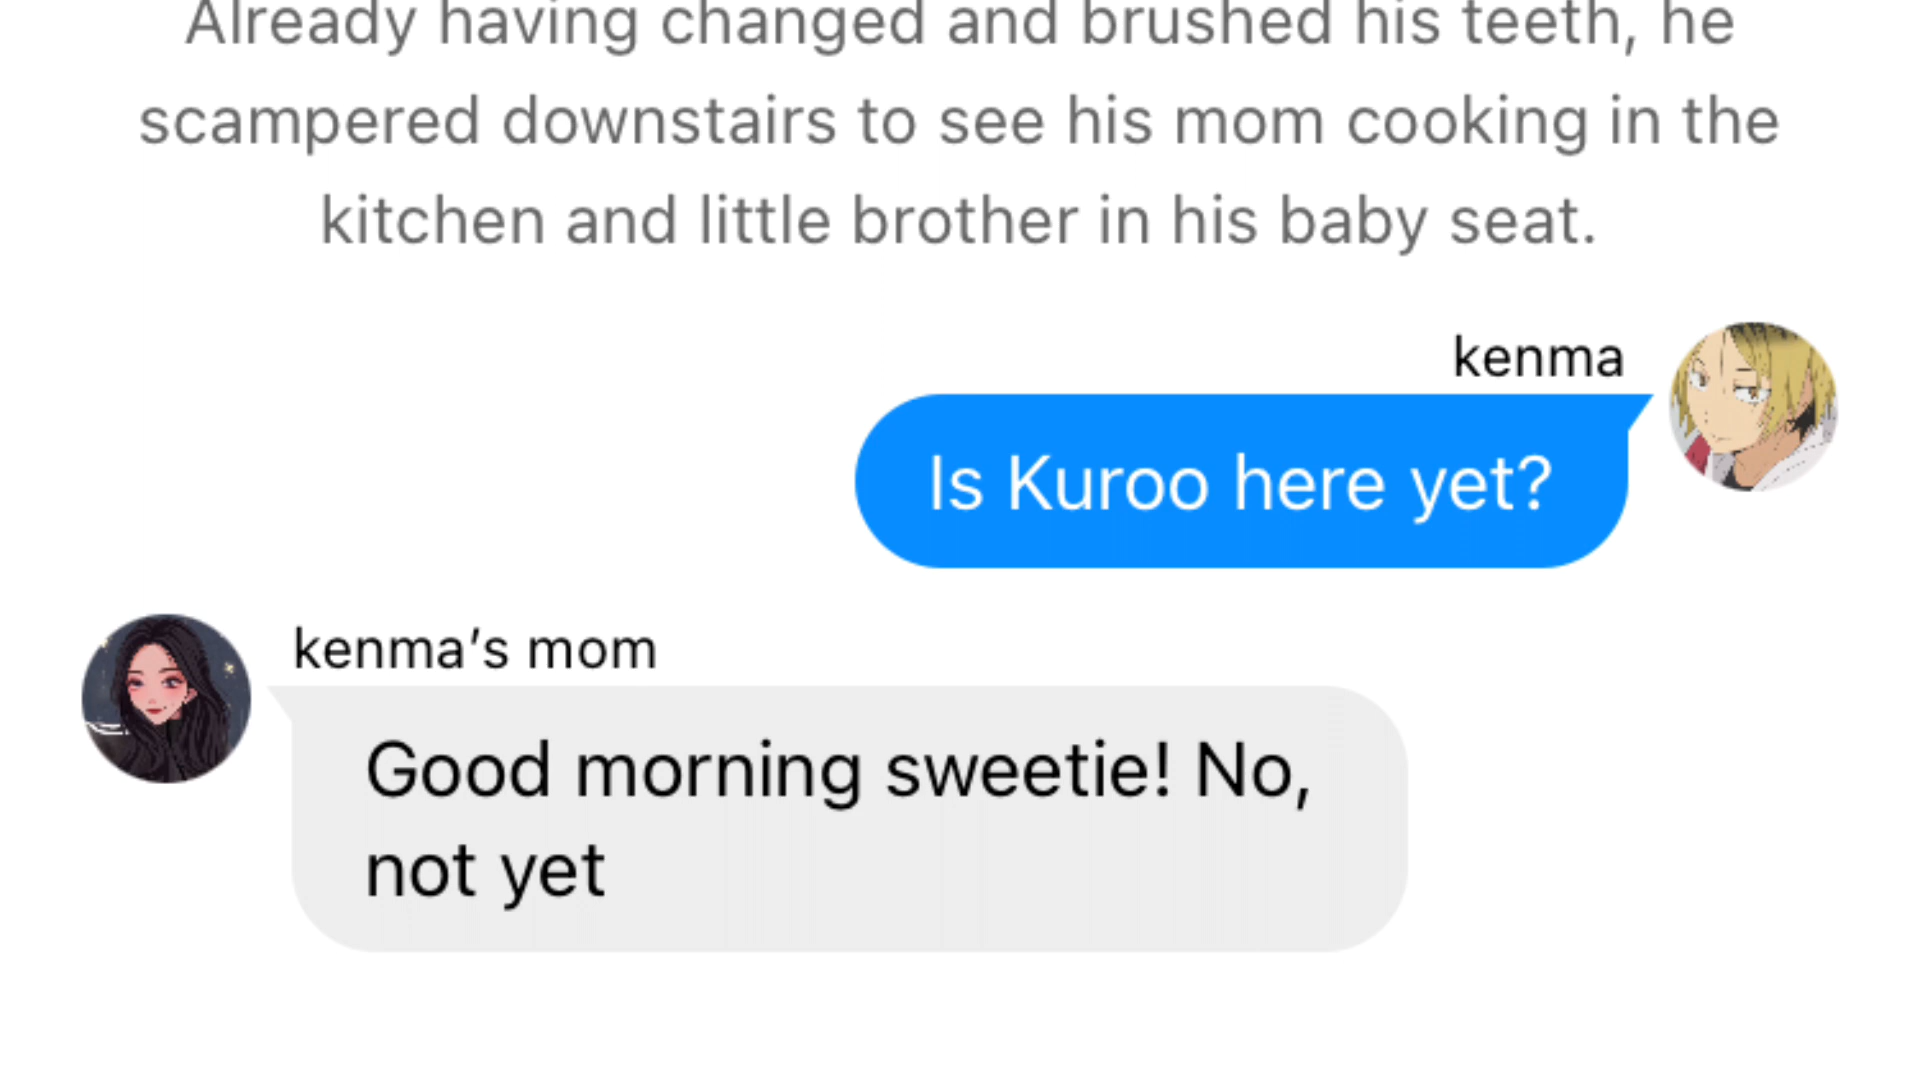 Already having changed and brushed his teeth, he
scampered downstairs to see his mom cooking in the
kitchen and little brother in his baby seat.
kenma
Is Kuroo here yet?
kenma’s mom
Good morning sweetie! No,
not yet